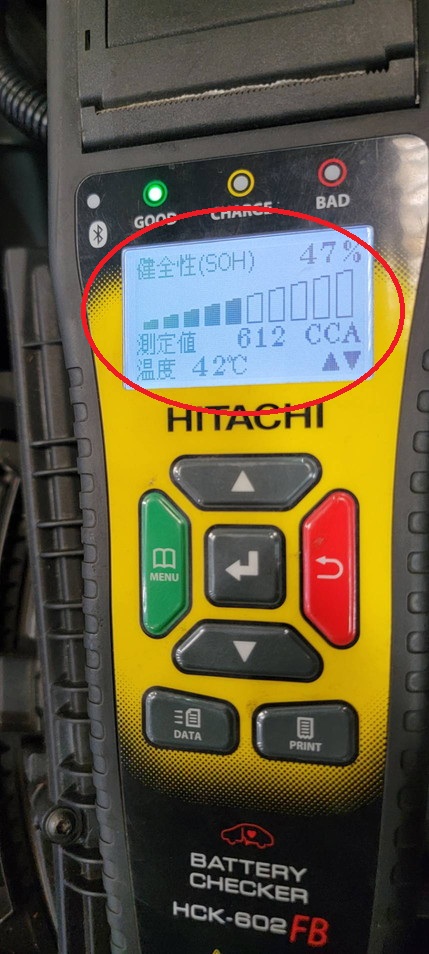 GOOD
CHARGE
BAD
健全性(SOH) 47%
測定値 612 CCA
温度 42℃
HITACHI
MENU
DATA
PRINT
BATTERY
CHECKER
HCK-602FB